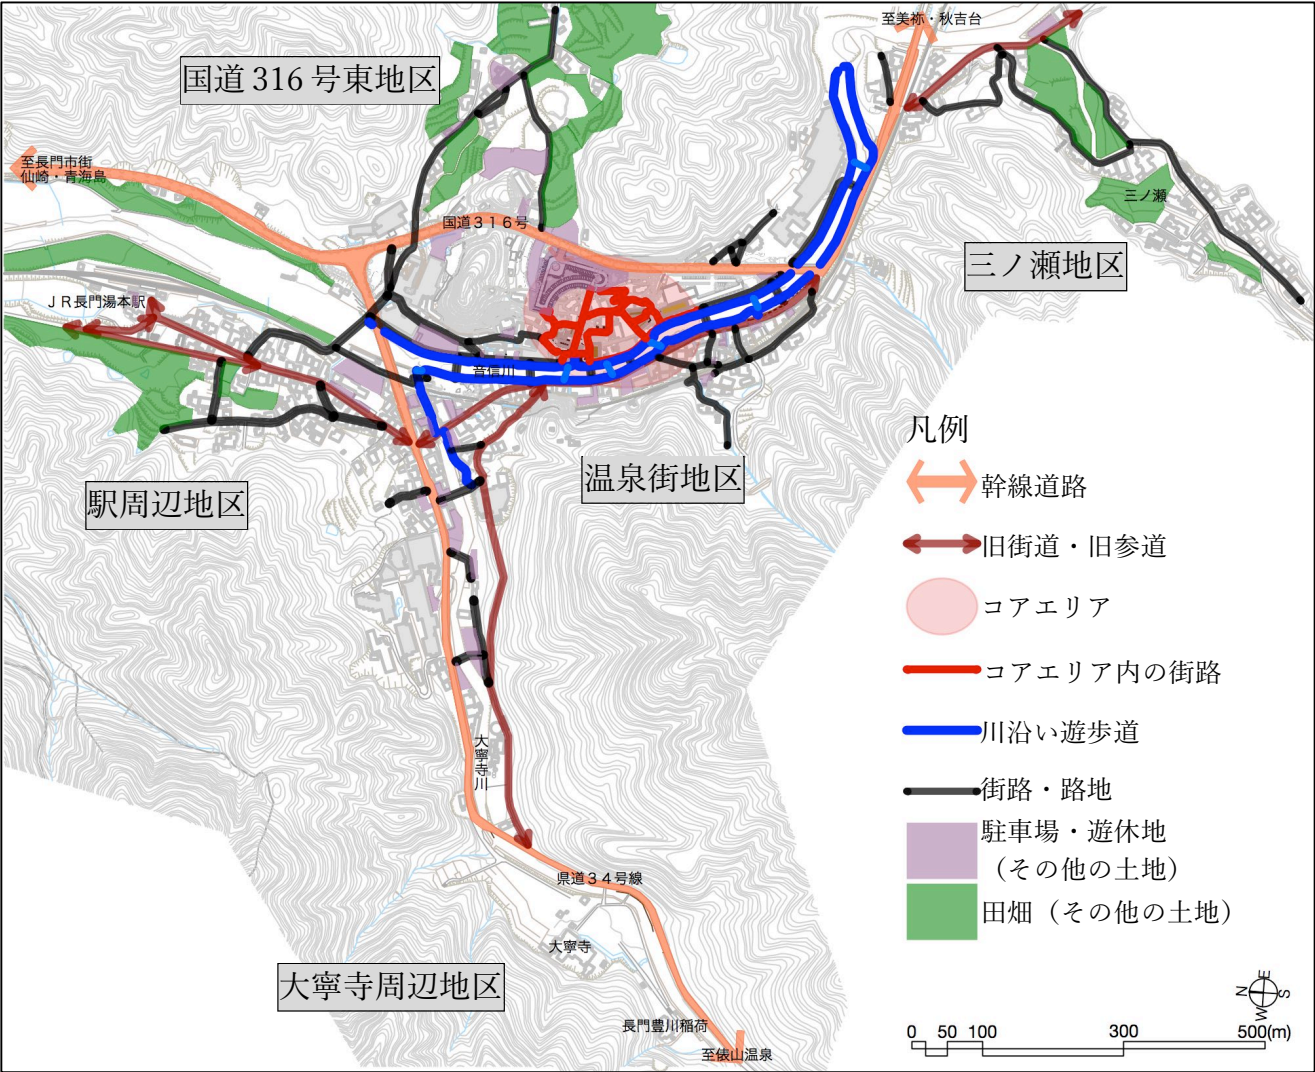 至美祢・秋吉台
国道 316 号東地区
至長門市街
仙崎・青海島
三ノ瀬
国道３１６号
三ノ瀬地区
ＪＲ長門湯本駅
音信川
凡例
温泉街地区
幹線道路
駅周辺地区
旧街道・旧参道
コアエリア
コアエリア内の街路
川沿い遊歩道
大寧寺川
街路・路地
駐車場・遊休地
（その他の土地）
県道３４号線
田畑（その他の土地）
大寧寺
大寧寺周辺地区
N E S W
長門豊川稲荷
0 50 100 300 500(m)
至俵山温泉